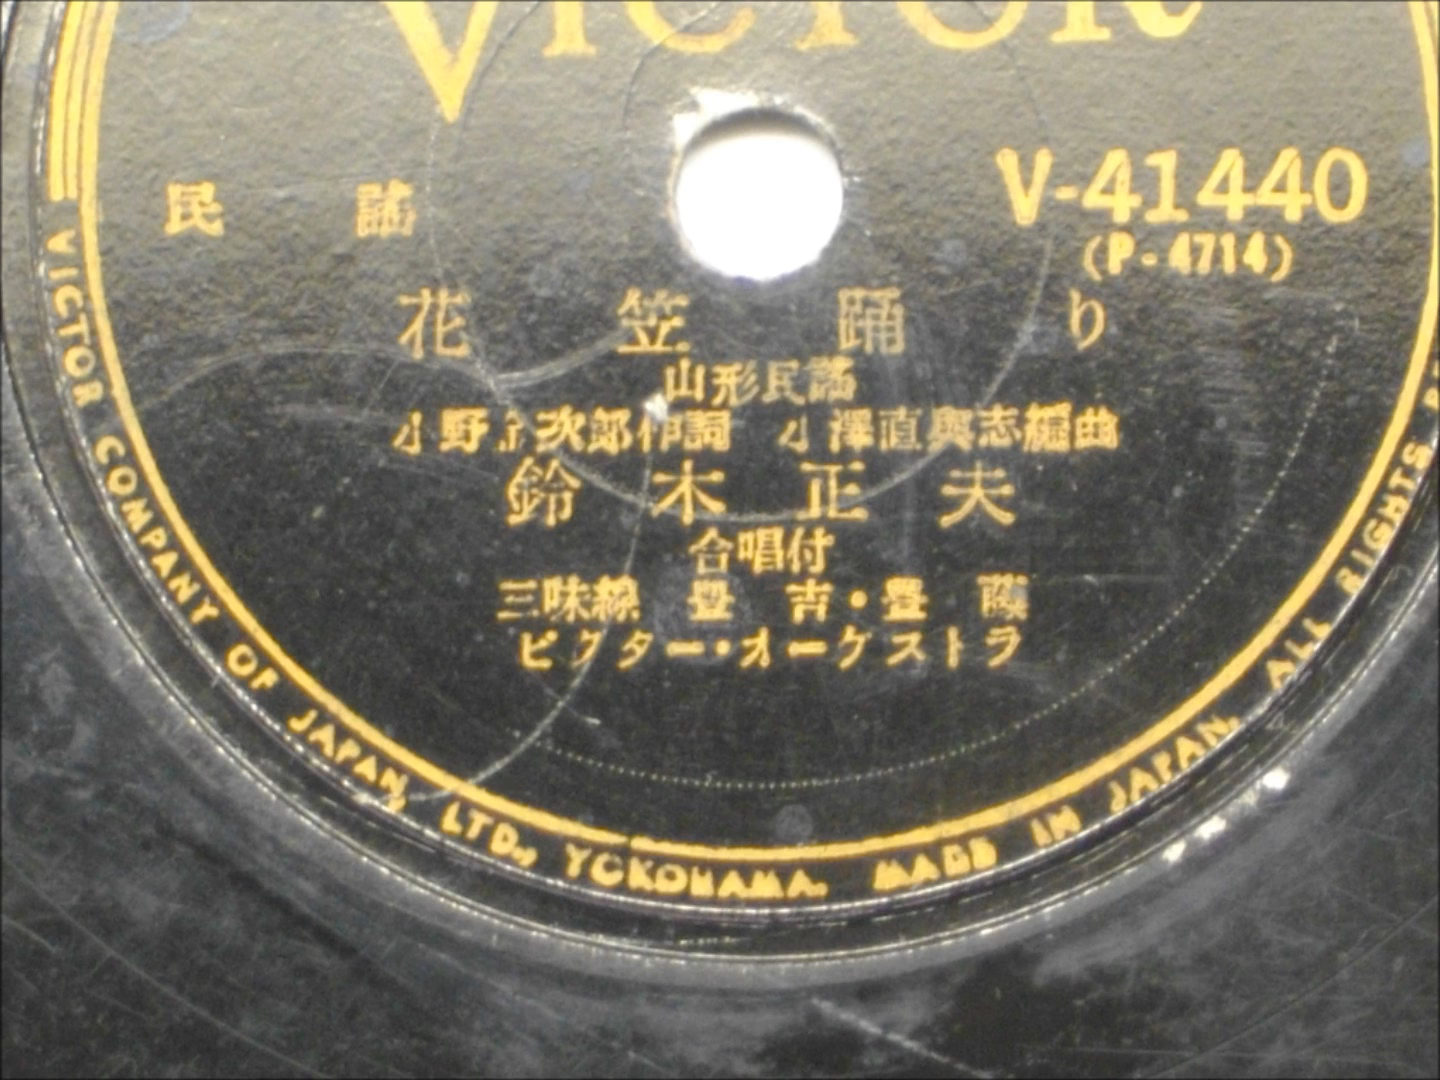 VICTOR
V-41440
(P-4714)
民謡
花笠踊り
山形民謡
小野金次郎作詞 小澤直與志編曲
鈴木正夫
合唱付
三味線 豊吉・豊藤
ビクター・オーケストラ
VICTOR COMPANY OF JAPAN, LTD., YOKOHAMA. MADE IN JAPAN. ALL RIGHTS